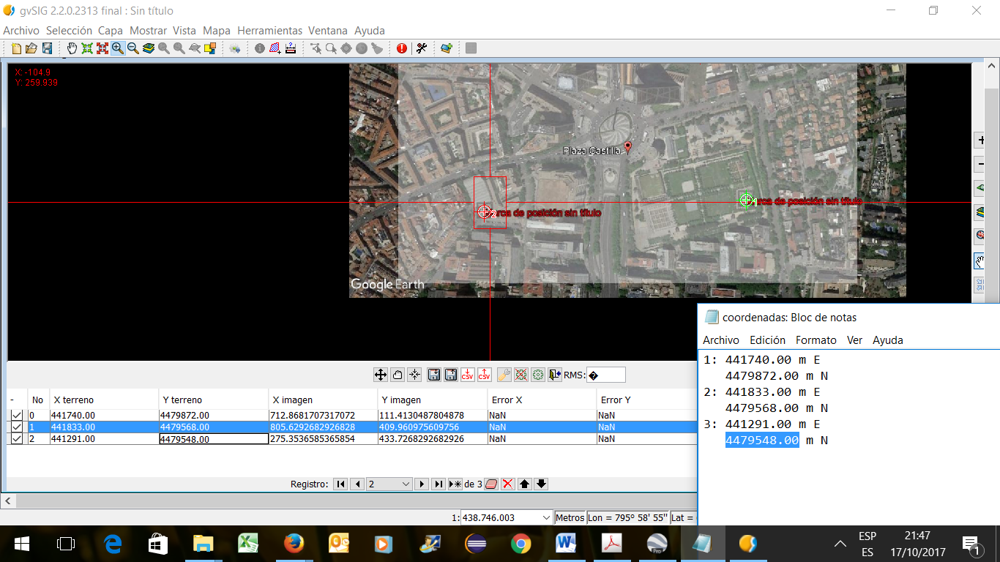 gvSIG 2.2.0.2313 final : Sin título
Archivo Selección Capa Mostrar Vista Mapa Herramientas Ventana Ayuda
X: -104.9
Y: 259.939
Plaza Castilla
2 rca de posición sin título
1 rca de posición sin título
Google Earth
coordenadas: Bloc de notas
Archivo Edición Formato Ver Ayuda
1: 441740.00 m E
4479872.00 m N
2: 441833.00 m E
4479568.00 m N
3: 441291.00 m E
4479548.00 m N
CSV CSV RMS: �
- No X terreno Y terreno X imagen Y imagen Error X Error Y
0 441740.00 4479872.00 712.8681707317072 111.4130487804878 NaN NaN
1 441833.00 4479568.00 805.6292682926828 409.960975609756 NaN NaN
2 441291.00 4479548.00 275.3536585365854 433.7268292682926 NaN NaN
Registro: 2 de 3
1: 438.746.003 Metros Lon = 795° 58' 55" Lat =
Pro
ESP
ES
21:47
17/10/2017
1